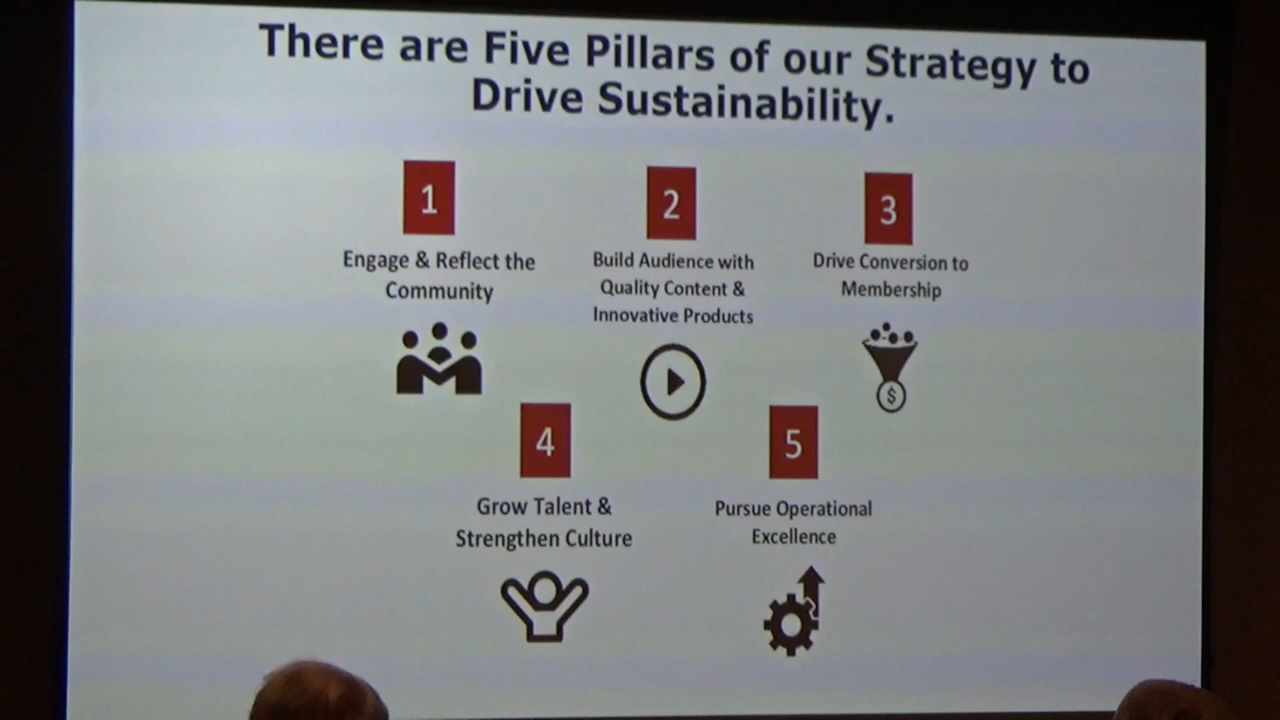 There are Five Pillars of our Strategy to
Drive Sustainability.
1
Engage & Reflect the
Community
2
Build Audience with
Quality Content &
Innovative Products
3
Drive Conversion to
Membership
$
4
Grow Talent &
Strengthen Culture
5
Pursue Operational
Excellence